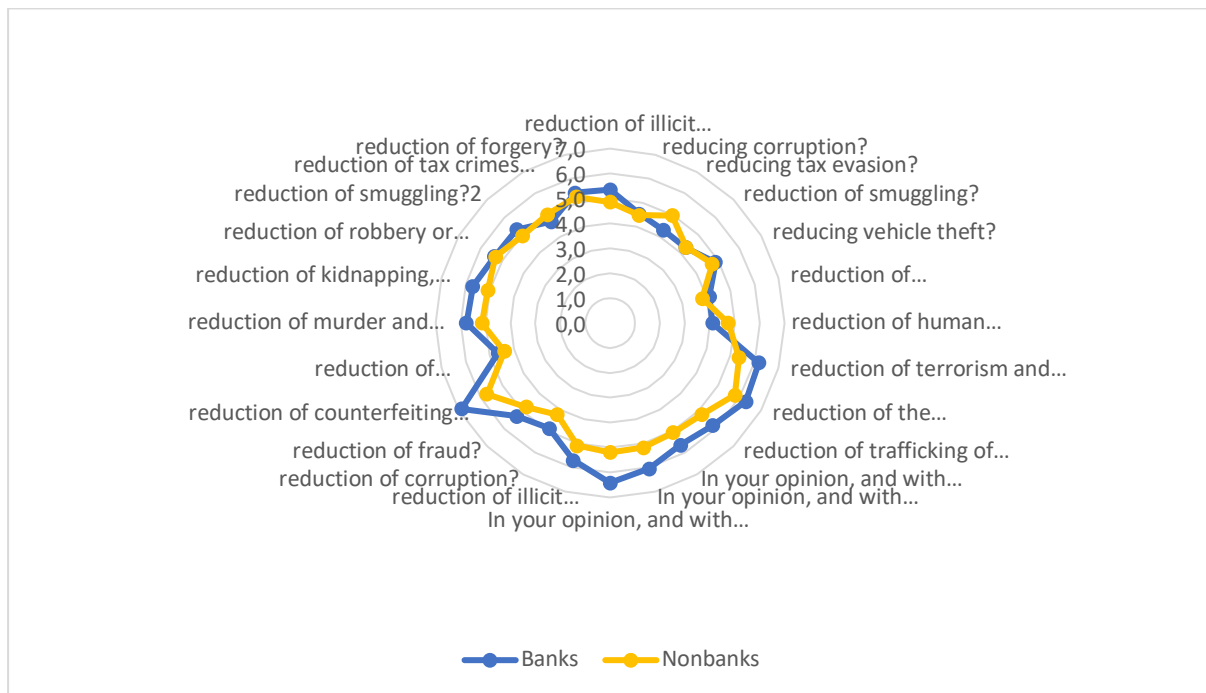 reduction of illicit...
reducing corruption?
reducing tax evasion?
reduction of smuggling?
reducing vehicle theft?
reduction of...
reduction of human...
reduction of terrorism and...
reduction of the...
reduction of trafficking of...
In your opinion, and with...
In your opinion, and with...
In your opinion, and with...
reduction of illicit...
reduction of corruption?
reduction of fraud?
reduction of counterfeiting...
reduction of...
reduction of murder and...
reduction of kidnapping,...
reduction of robbery or...
reduction of smuggling?2
reduction of tax crimes...
reduction of forgery?
7,0
6,0
5,0
4,0
3,0
2,0
1,0
0,0
Banks
Nonbanks